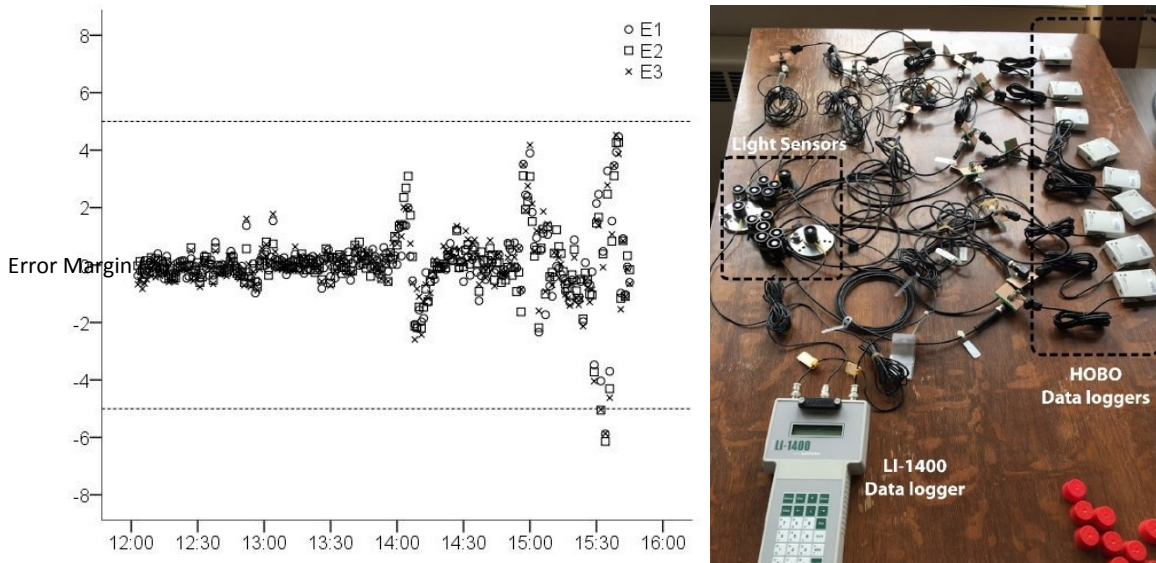 8
6
4
2
0
-2
-4
-6
-8
Error Margin
○ E1
□ E2
× E3
12:00 12:30 13:00 13:30 14:00 14:30 15:00 15:30 16:00
Light Sensors
HOBO
Data loggers
LI-1400
LI-1400
Data logger